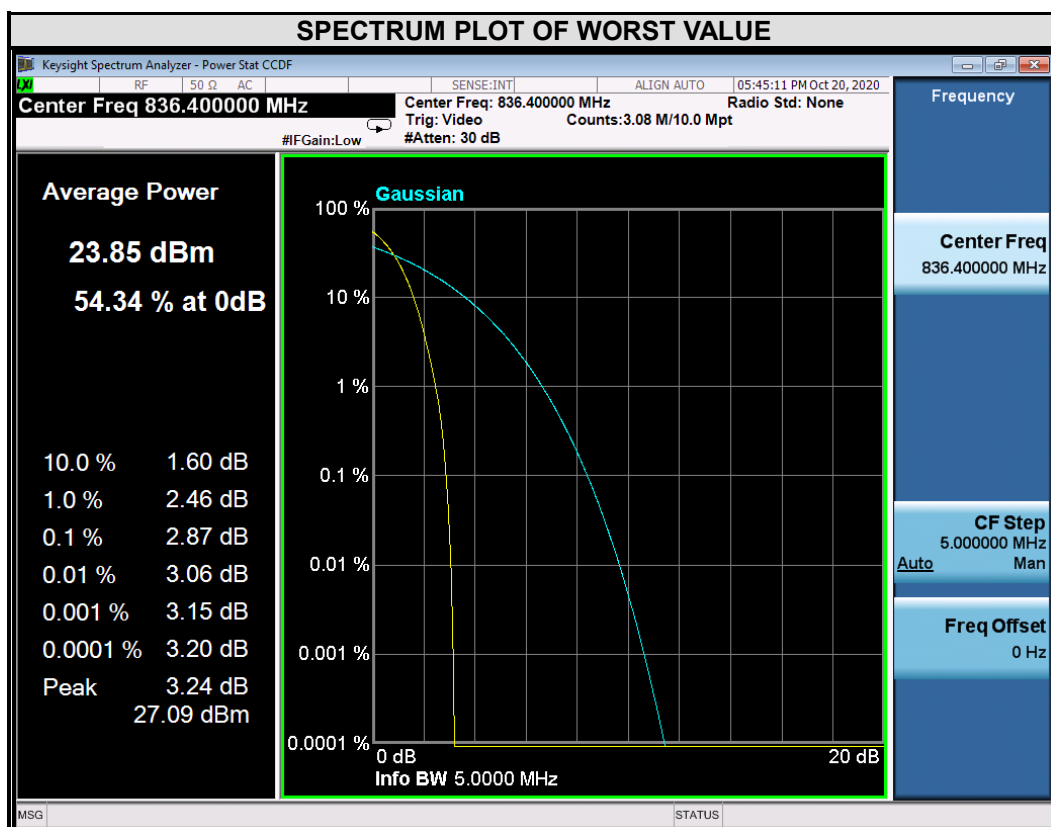 SPECTRUM PLOT OF WORST VALUE
Keysight Spectrum Analyzer - Power Stat CCDF
LXI RF 50 Ω AC SENSE:INT ALIGN AUTO 05:45:11 PM Oct 20, 2020
Center Freq 836.400000 MHz
#IFGain:Low
Center Freq: 836.400000 MHz
Radio Std: None
Trig: Video
Counts:3.08 M/10.0 Mpt
#Atten: 30 dB
Average Power
23.85 dBm
54.34 % at 0dB
10.0 % 1.60 dB
1.0 % 2.46 dB
0.1 % 2.87 dB
0.01 % 3.06 dB
0.001 % 3.15 dB
0.0001 % 3.20 dB
Peak 3.24 dB
27.09 dBm
Gaussian
100 %
10 %
1 %
0.1 %
0.01 %
0.001 %
0.0001 %
0 dB 20 dB
Info BW 5.0000 MHz
Frequency
Center Freq
836.400000 MHz
CF Step
5.000000 MHz
Auto Man
Freq Offset
0 Hz
MSG STATUS